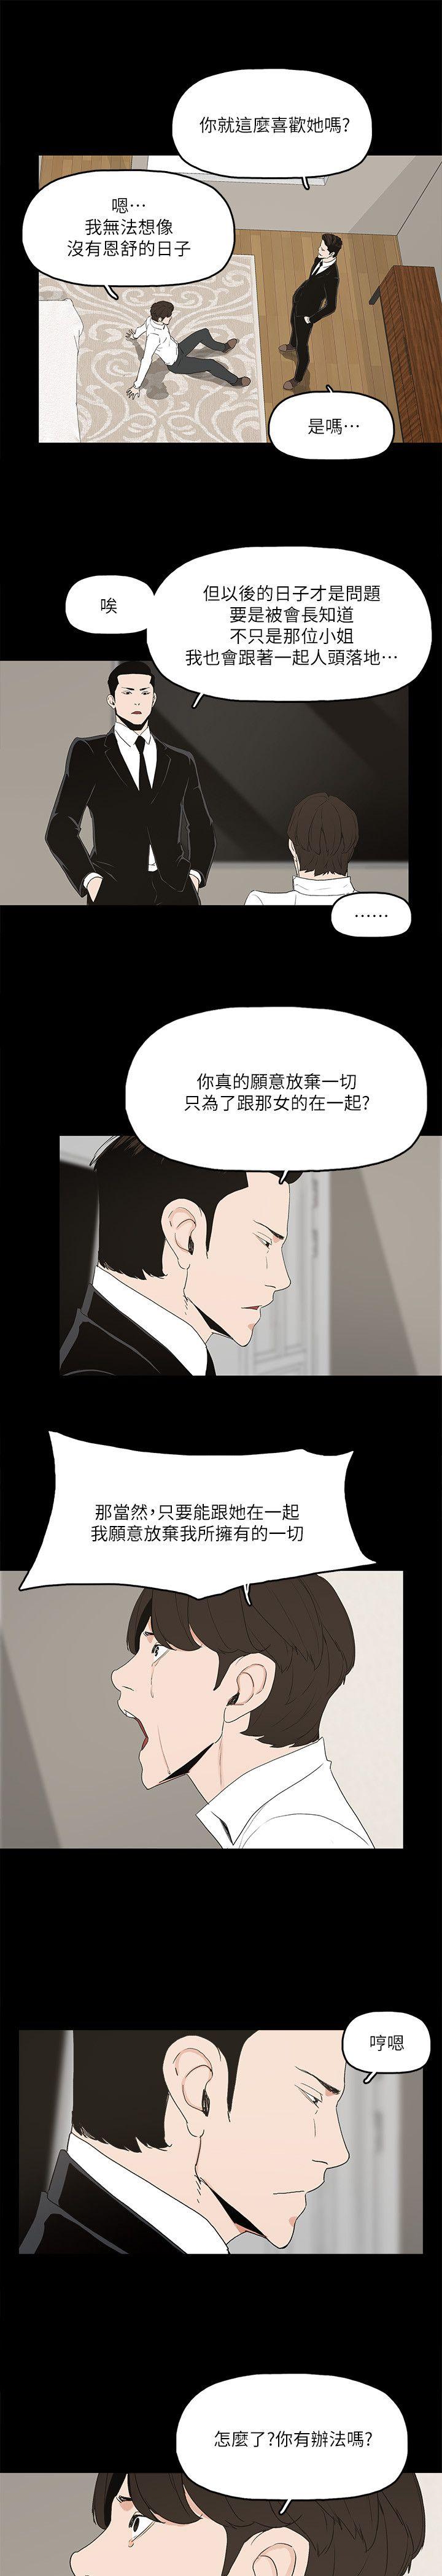 你就這麼喜歡她嗎?
嗯…
我無法想像
沒有恩舒的日子
是嗎…
唉
但以後的日子才是問題
要是被會長知道
不只是那位小姐
我也會跟著一起人頭落地…
……
你真的願意放棄一切
只為了跟那女的在一起?
那當然,只要能跟她在一起
我願意放棄我所擁有的一切
哼嗯
怎麼了?你有辦法嗎?